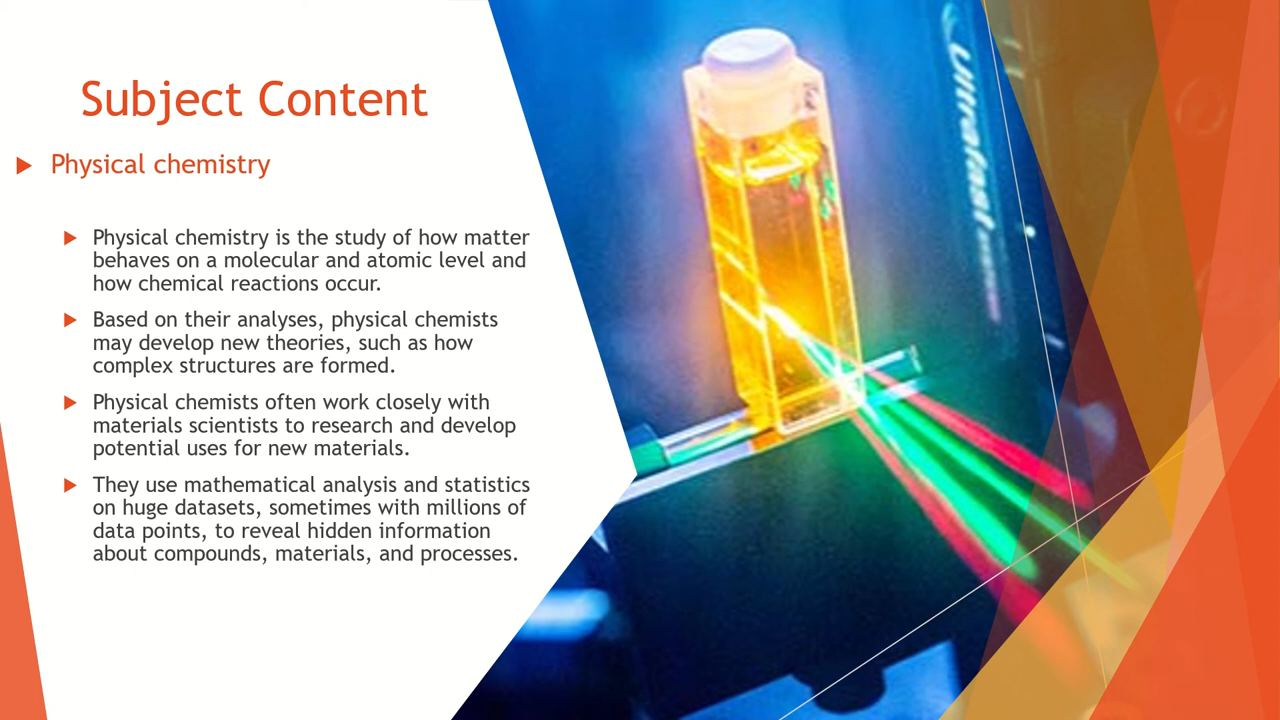 Subject Content
Physical chemistry
Physical chemistry is the study of how matter
behaves on a molecular and atomic level and
how chemical reactions occur.
Based on their analyses, physical chemists
may develop new theories, such as how
complex structures are formed.
Physical chemists often work closely with
materials scientists to research and develop
potential uses for new materials.
They use mathematical analysis and statistics
on huge datasets, sometimes with millions of
data points, to reveal hidden information
about compounds, materials, and processes.
Ultrafast